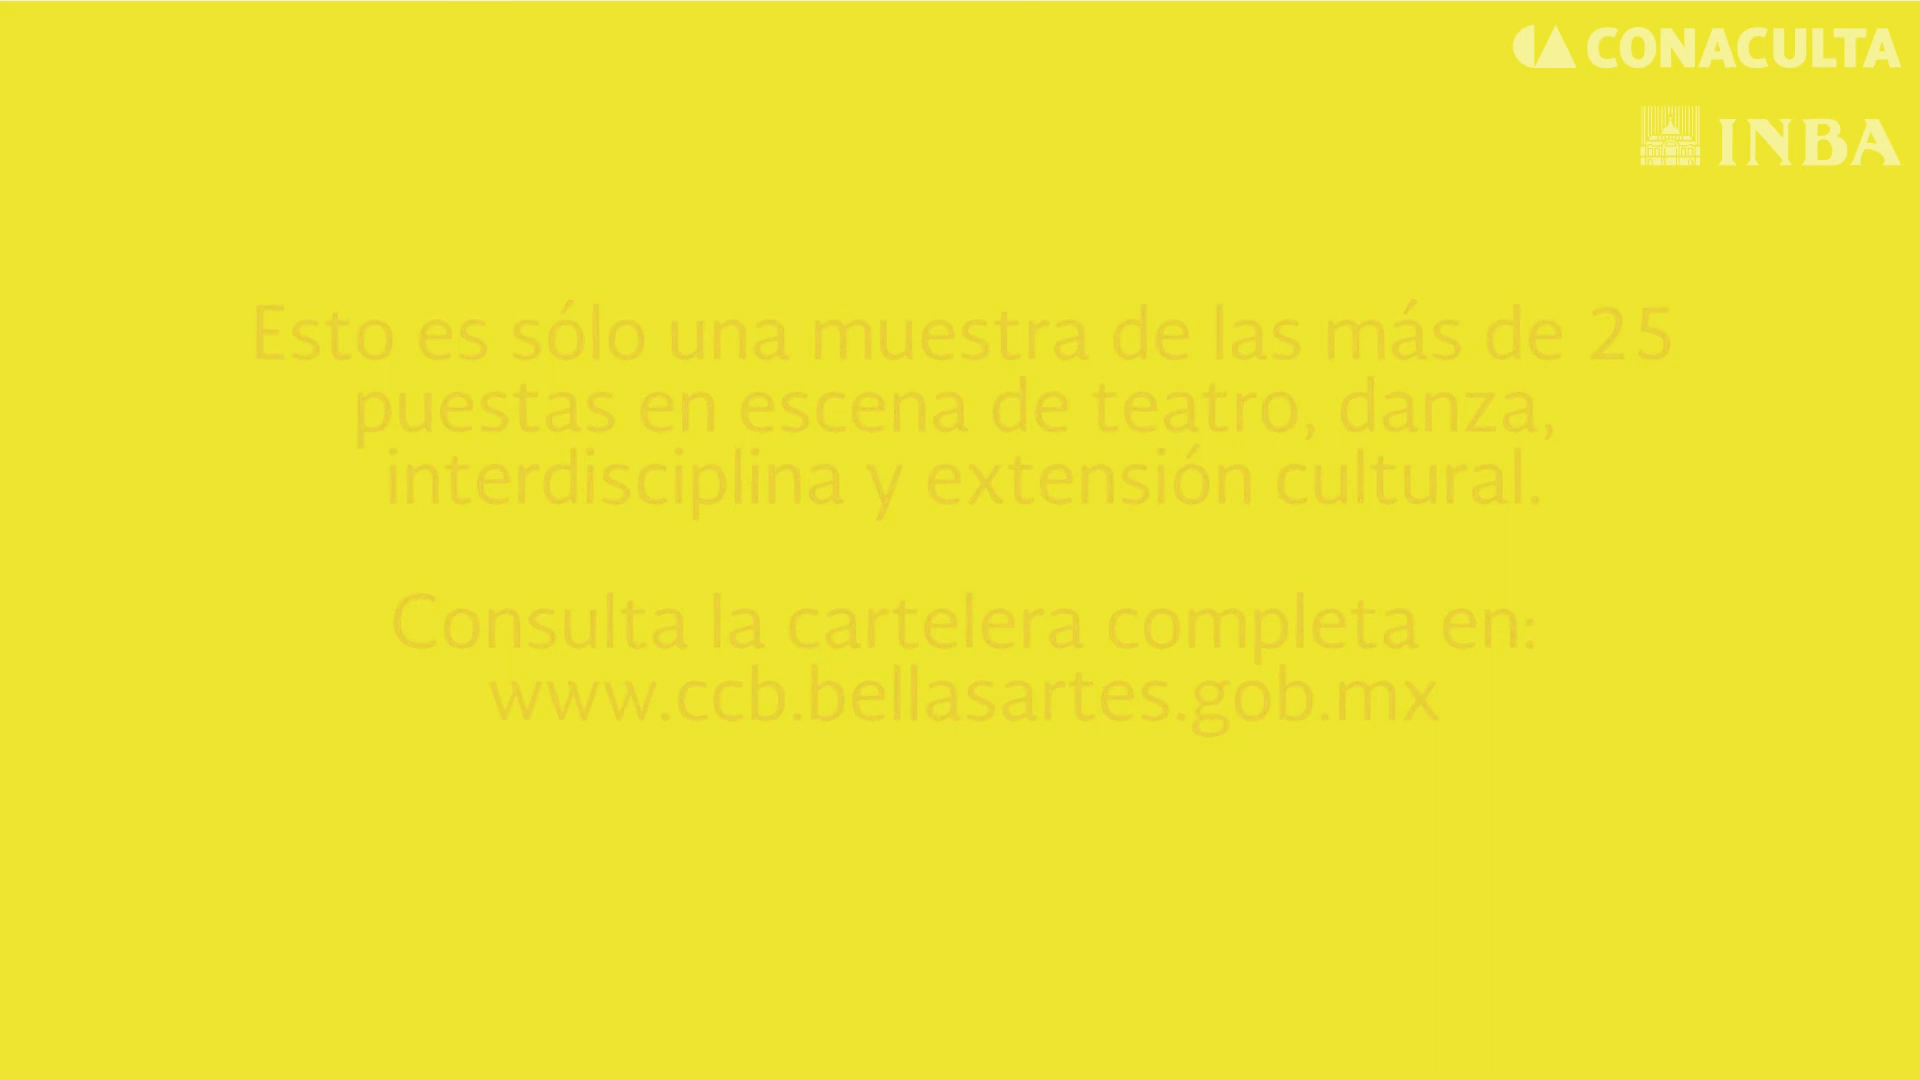 CONACULTA
INBA
Esto es sólo una muestra de las más de 25
puestas en escena de teatro, danza,
interdisciplina y extensión cultural.
Consulta la cartelera completa en:
www.ccb.bellasartes.gob.mx